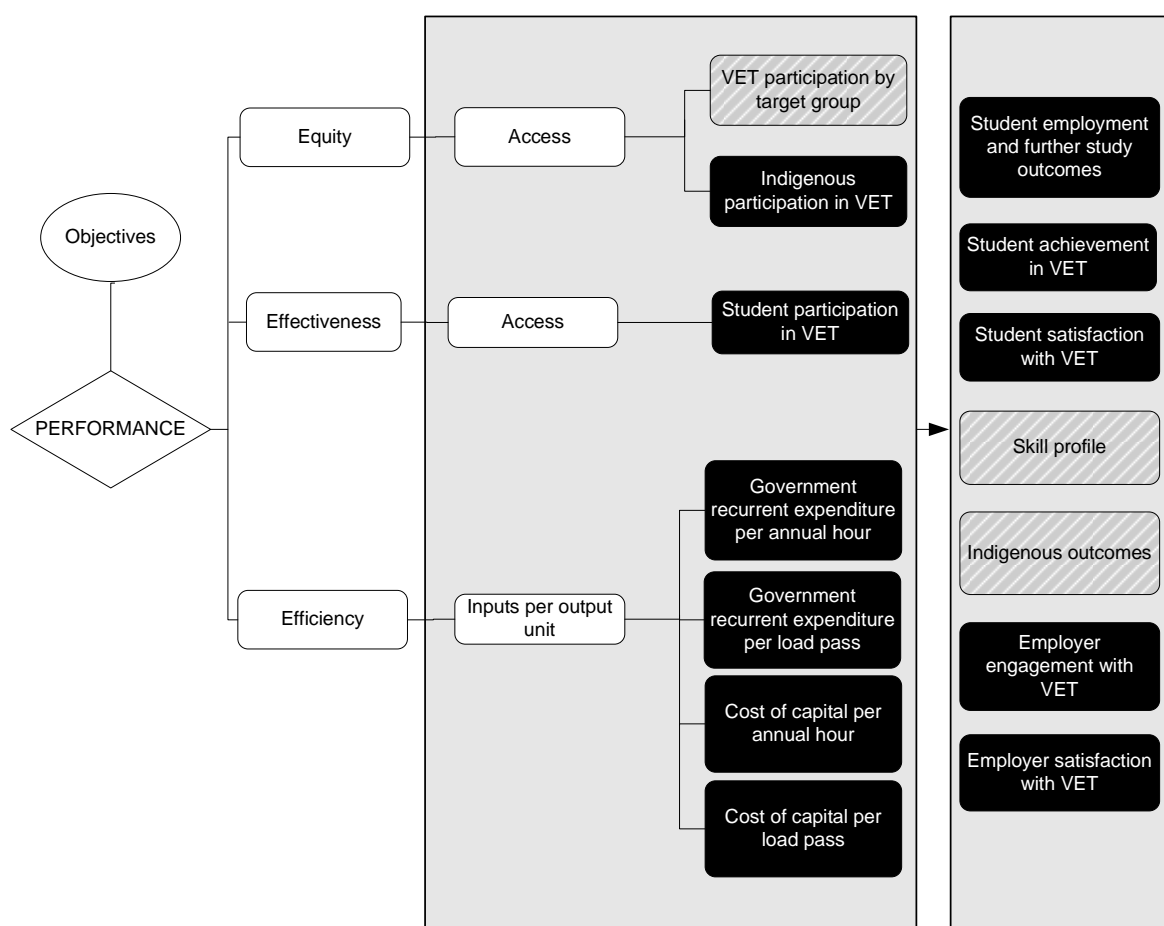 Objectives
PERFORMANCE
Equity
Effectiveness
Efficiency
Access
Access
Inputs per output
unit
VET participation by
target group
Indigenous
participation in VET
Student participation
in VET
Government
recurrent expenditure
per annual hour
Government
recurrent expenditure
per load pass
Cost of capital per
annual hour
Cost of capital per
load pass
Student employment
and further study
outcomes
Student achievement
in VET
Student satisfaction
with VET
Skill profile
Indigenous outcomes
Employer
engagement with
VET
Employer satisfaction
with VET